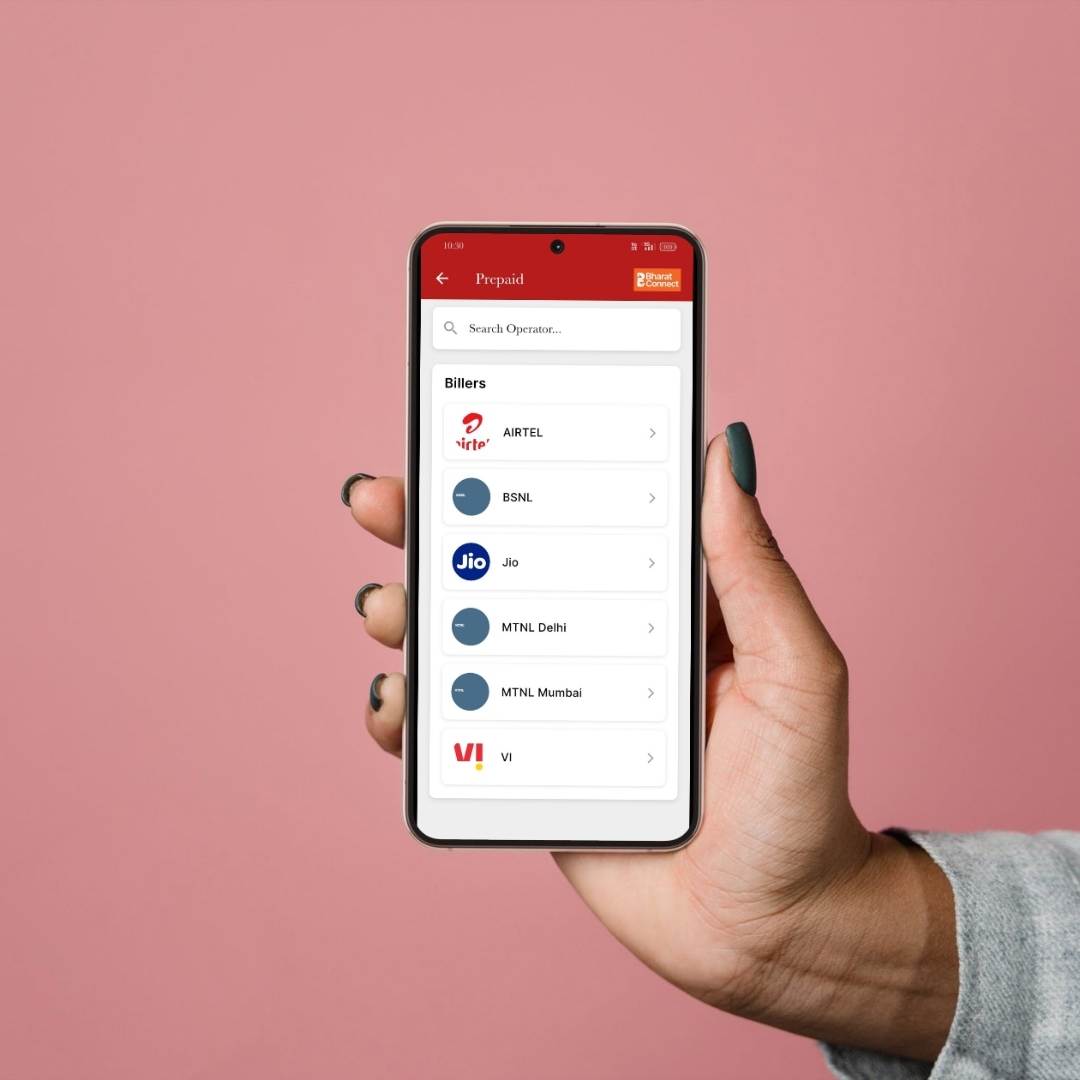 10:30
Prepaid
Bharat
Connect
Search Operator...
Billers
airtel
AIRTEL
BSNL
Jio
Jio
MTNL Delhi
MTNL Mumbai
VI
VI